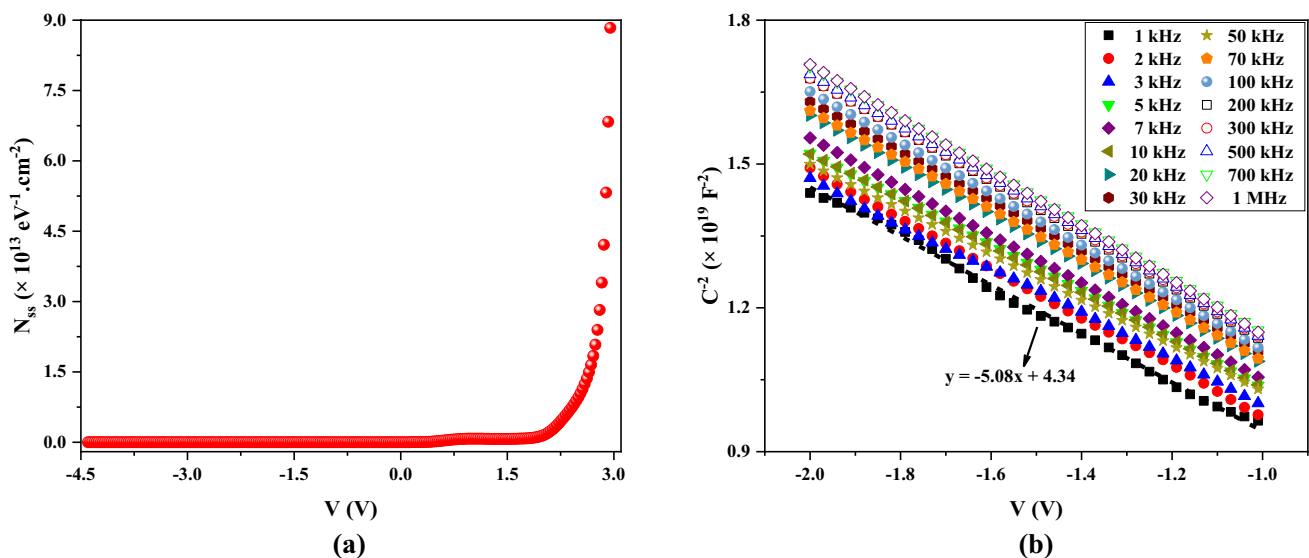 9.0
7.5
6.0
4.5
3.0
1.5
0.0
N_ss (× 10^13 eV^-1.cm^-2)
-4.5 -3.0 -1.5 0.0 1.5 3.0
V (V)
(a)
1.8
1.5
1.2
0.9
C^-2 (× 10^19 F^-2)
1 kHz 50 kHz
2 kHz 70 kHz
3 kHz 100 kHz
5 kHz 200 kHz
7 kHz 300 kHz
10 kHz 500 kHz
20 kHz 700 kHz
30 kHz 1 MHz
y = -5.08x + 4.34
-2.0 -1.8 -1.6 -1.4 -1.2 -1.0
V (V)
(b)